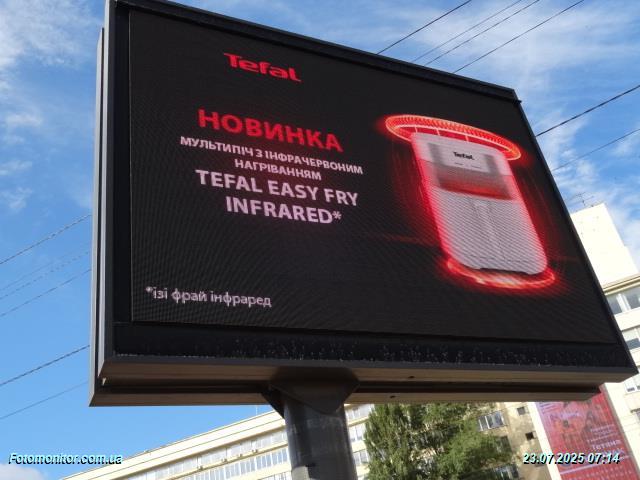 Tefal
НОВИНКА
МУЛЬТИПІЧ З ІНФРАЧЕРВОНИМ
НАГРІВАННЯМ
TEFAL EASY FRY
INFRARED*
Tefal
*ізі фрай інфраред
Fotomonitor.com.ua
23.07.2025 07:14